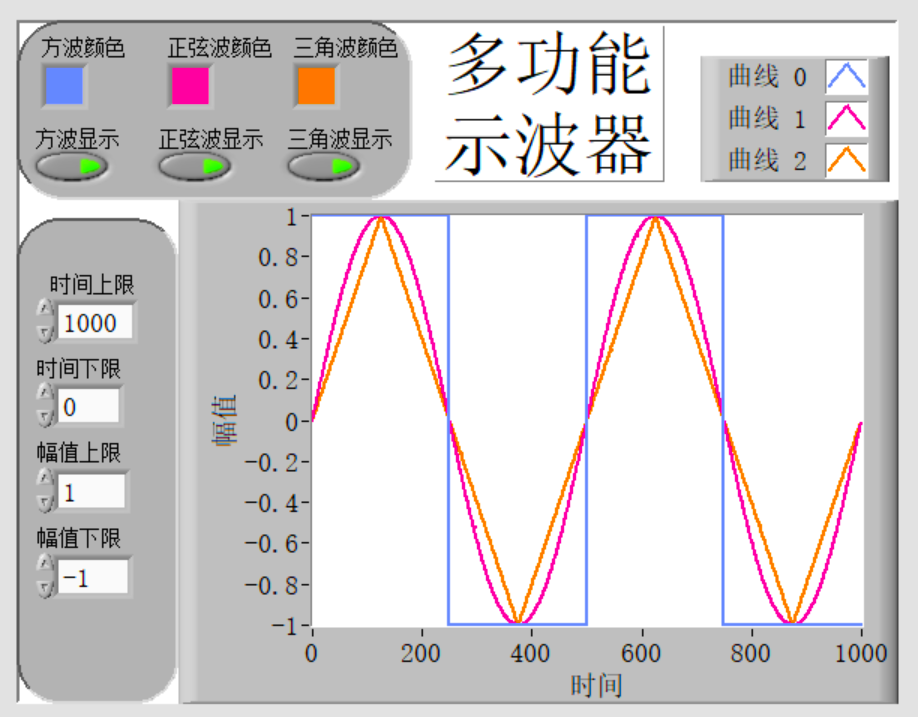 方波颜色 正弦波颜色 三角波颜色
方波显示 正弦波显示 三角波显示
多功能
示波器
曲线 0
曲线 1
曲线 2
时间上限
1000
时间下限
0
幅值上限
1
幅值下限
-1
幅值
1
0.8
0.6
0.4
0.2
0
-0.2
-0.4
-0.6
-0.8
-1
0 200 400 600 800 1000
时间